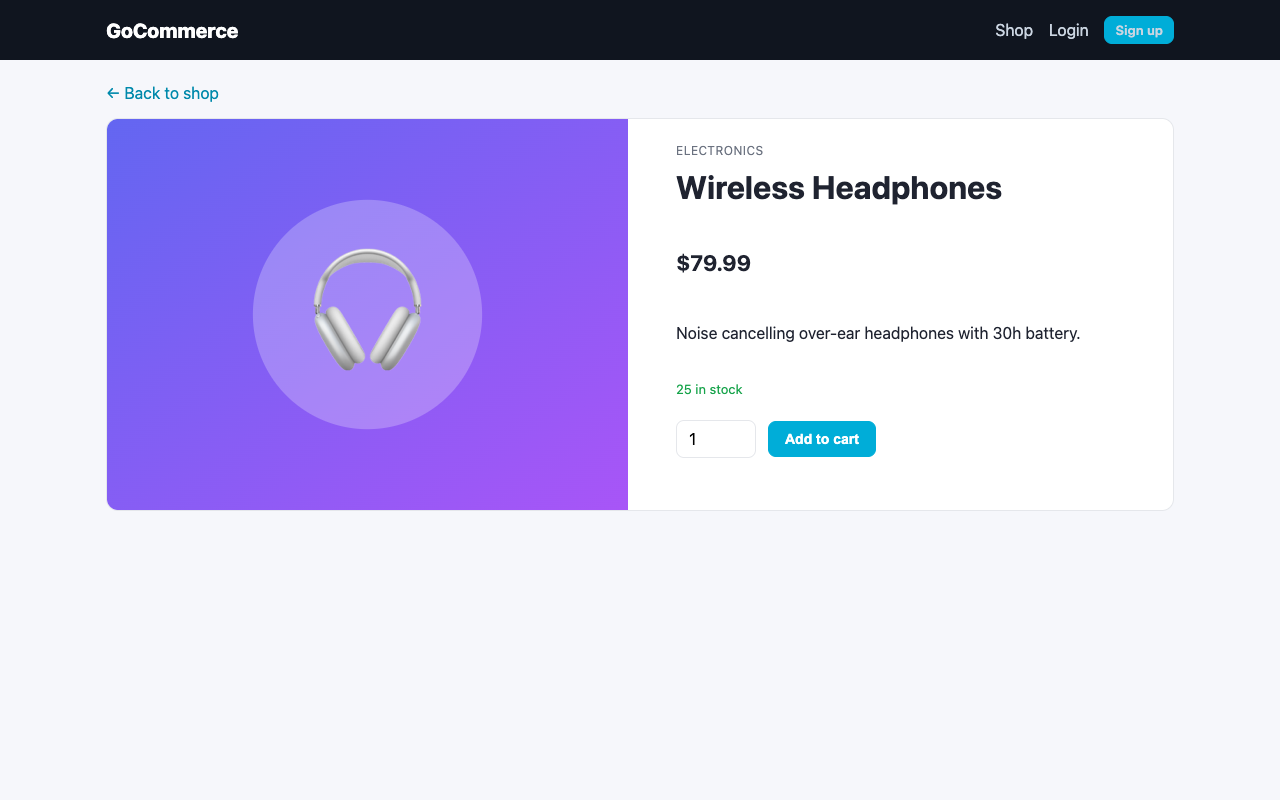 GoCommerce
Shop
Login
Sign up
← Back to shop
ELECTRONICS
Wireless Headphones
$79.99
Noise cancelling over-ear headphones with 30h battery.
25 in stock
1
Add to cart